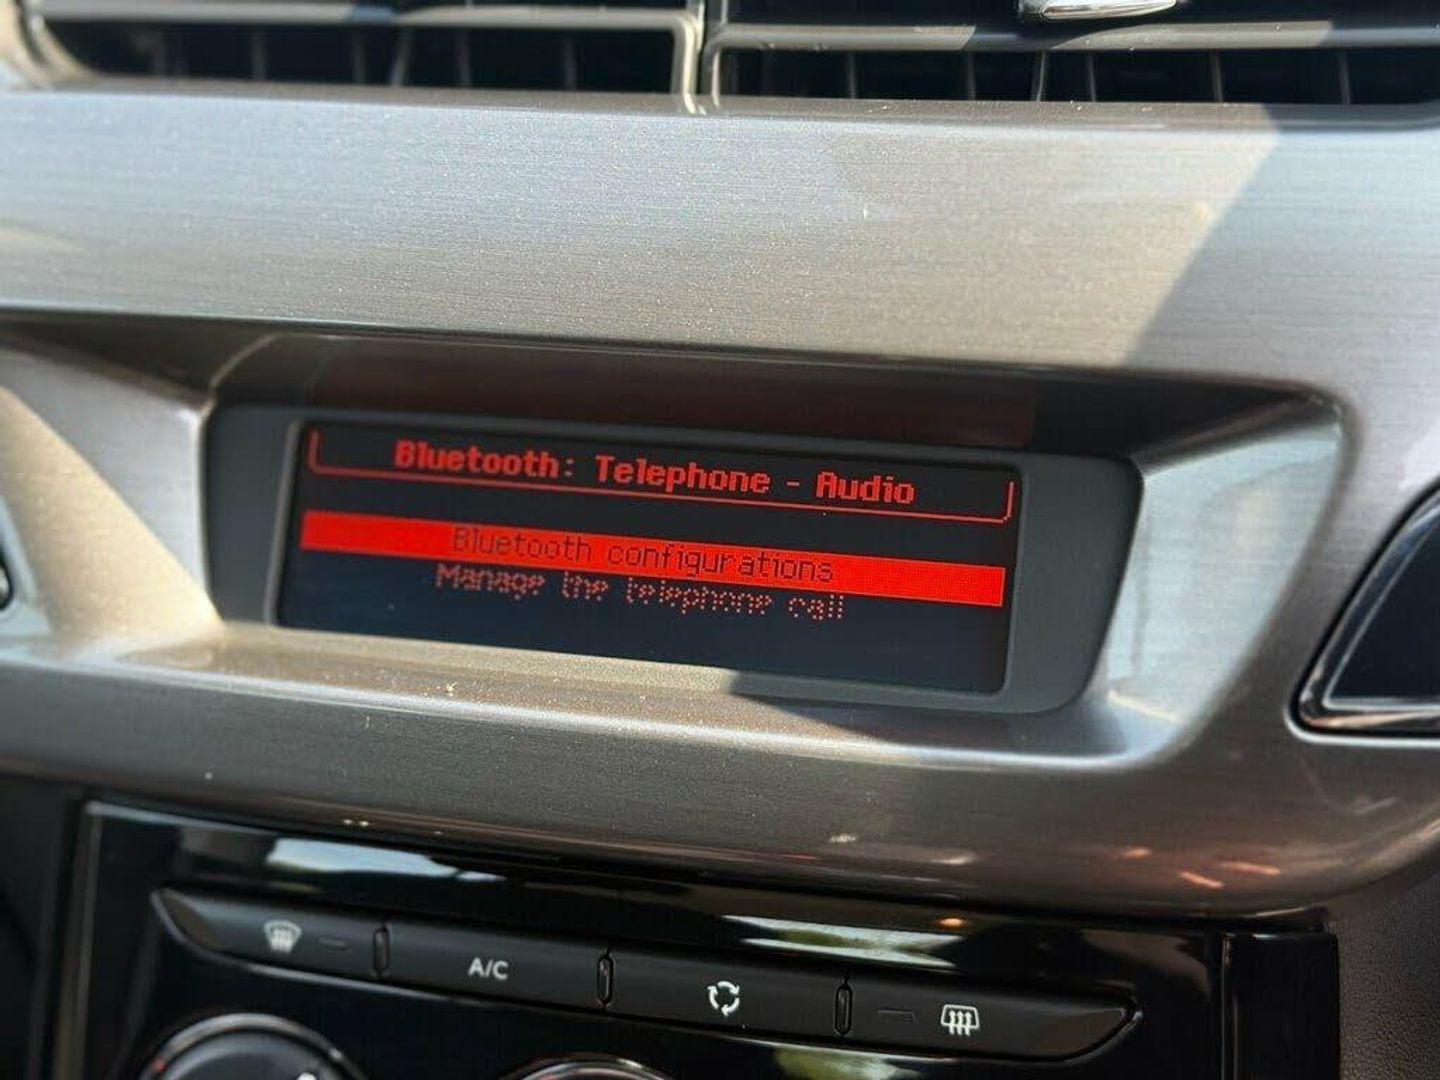 Bluetooth: Telephone - Audio
Bluetooth configurations
Manage the telephone call
A/C